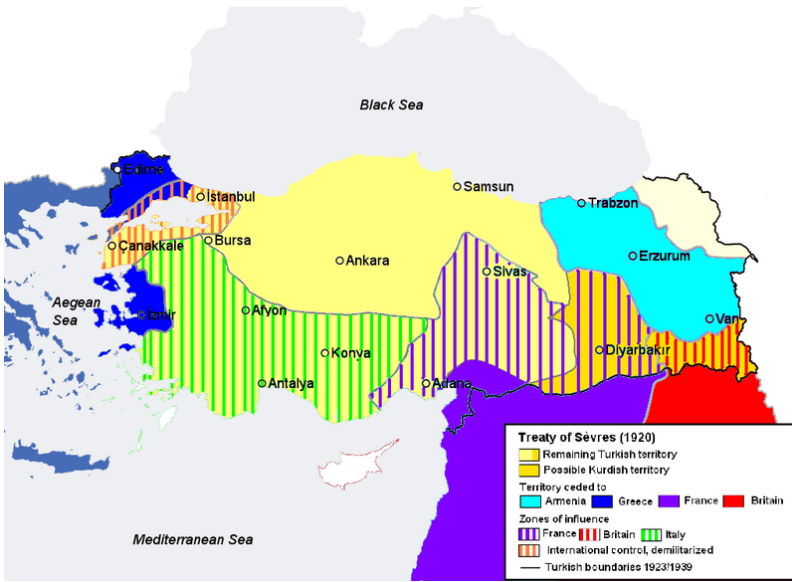 Black Sea
Edirne
Istanbul
Samsun
Trabzon
Çanakkale
Bursa
Ankara
Sivas
Erzurum
Aegean
Sea
Izmir
Afyon
Van
Konya
Diyarbakır
Antalya
Adana
Mediterranean Sea
Treaty of Sèvres (1920)
Remaining Turkish territory
Possible Kurdish territory
Territory ceded to
Armenia Greece France Britain
Zones of influence
France Britain Italy
International control, demilitarized
Turkish boundaries 1923/1939